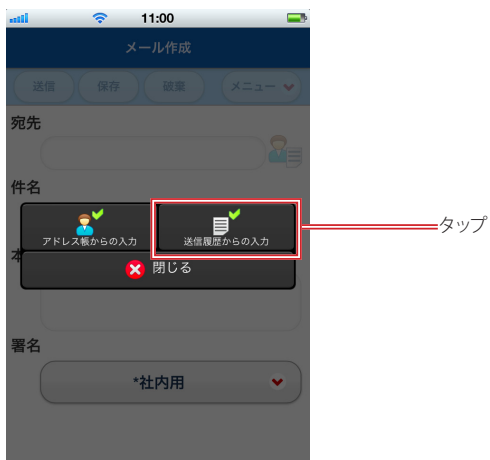 11:00
メール作成
送信 保存 破棄 メニュー
宛先
件名
アドレス帳からの入力 送信履歴からの入力
タップ
本
閉じる
署名
*社内用